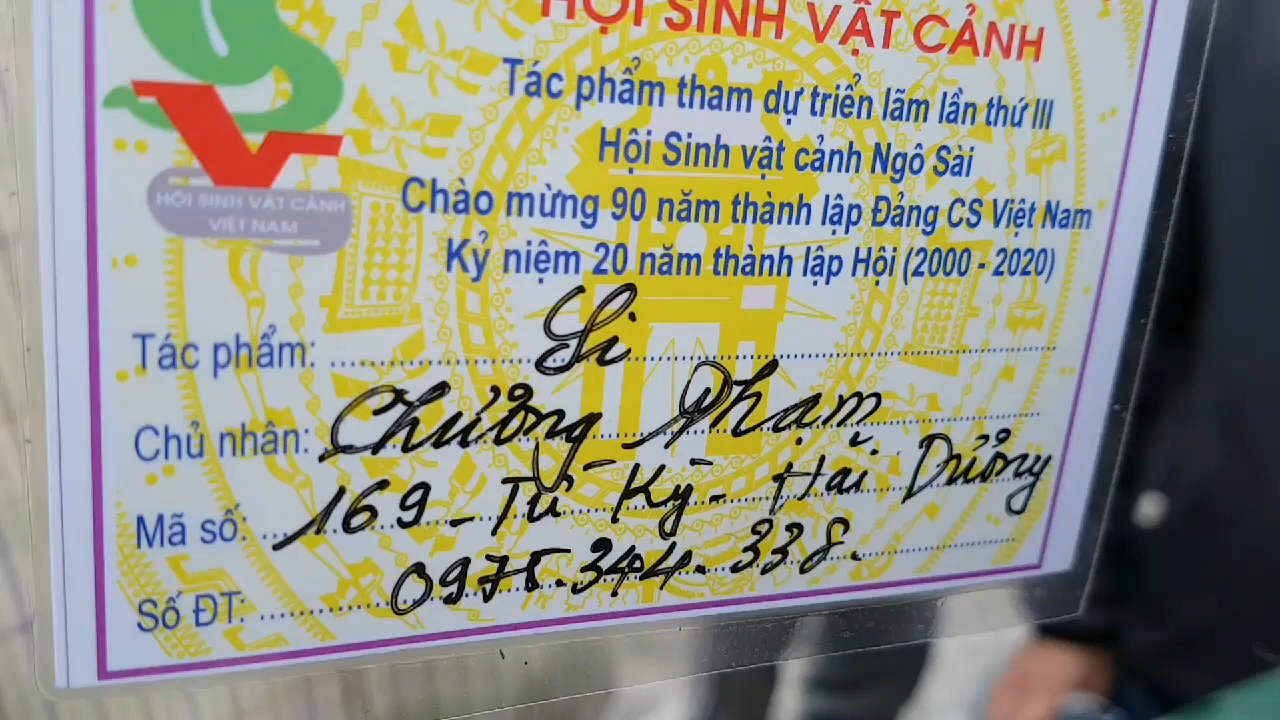 HỘI SINH VẬT CẢNH
Tác phẩm tham dự triển lãm lần thứ III
Hội Sinh vật cảnh Ngô Sài
Chào mừng 90 năm thành lập Đảng CS Việt Nam
Kỷ niệm 20 năm thành lập Hội (2000 - 2020)
HỘI SINH VẬT CẢNH
VIỆT NAM
Tác phẩm: Si
Chủ nhân: Chương Phạm
Mã số: 169 - Tứ Kỳ - Hải Dương
Số ĐT: 0975.344.338.